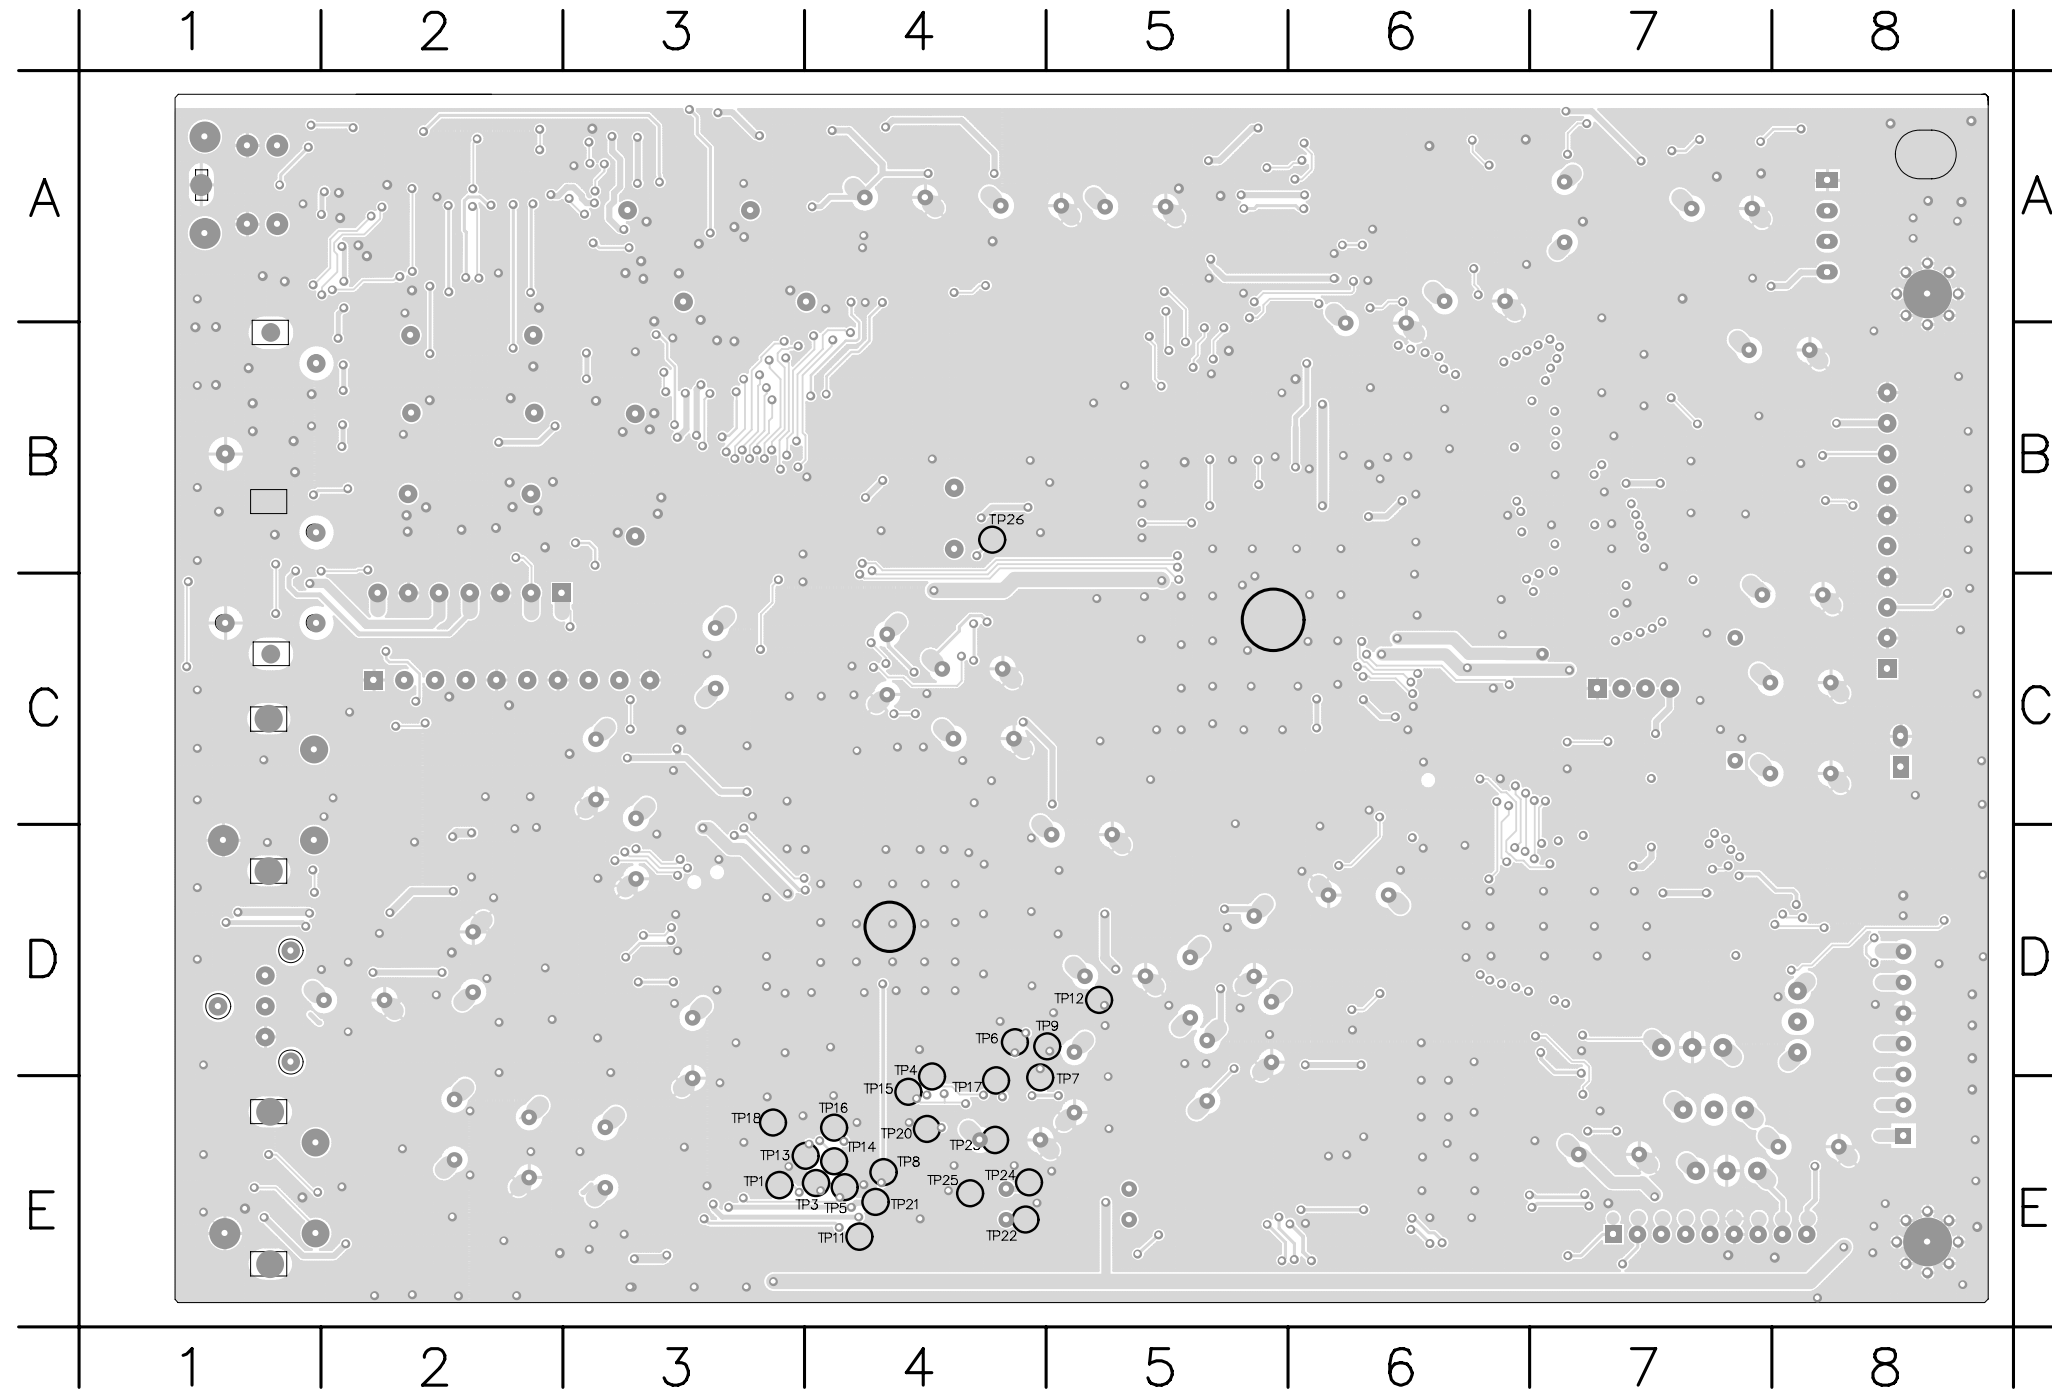 1 2 3 4 5 6 7 8
A A
B B
TP26
C C
D D
TP12
TP6 TP9
TP4
TP15 TP17 TP7
TP18 TP16
TP20 TP23
TP13 TP14
TP8
TP1 TP25 TP24
TP3 TP5 TP21
E E
TP11 TP22
1 2 3 4 5 6 7 8